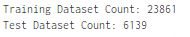 Training Dataset Count: 23861
Test Dataset Count: 6139